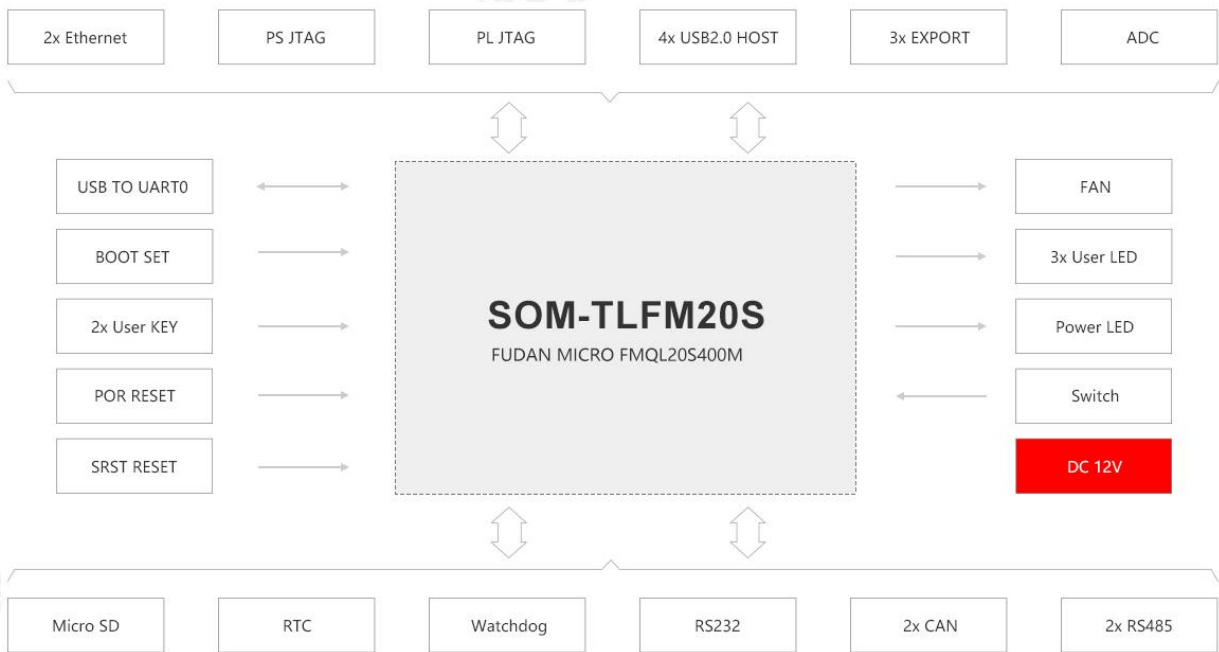 2x Ethernet
PS JTAG
PL JTAG
4x USB2.0 HOST
3x EXPORT
ADC
USB TO UART0
BOOT SET
2x User KEY
POR RESET
SRST RESET
SOM-TLFM20S
FUDAN MICRO FMQL20S400M
FAN
3x User LED
Power LED
Switch
DC 12V
Micro SD
RTC
Watchdog
RS232
2x CAN
2x RS485